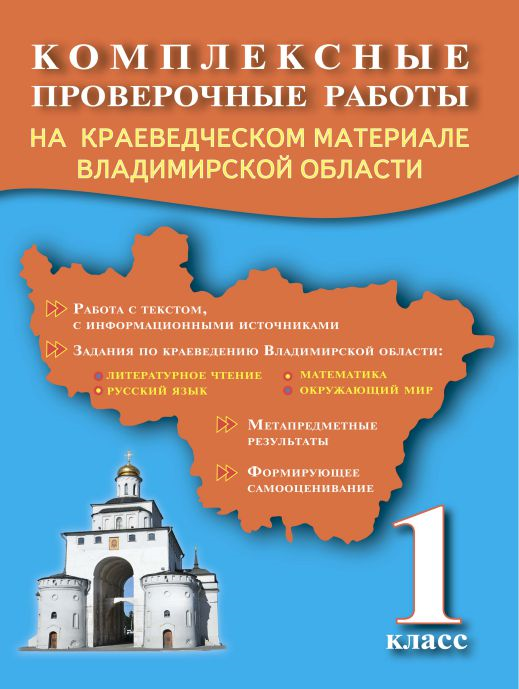 КОМПЛЕКСНЫЕ
ПРОВЕРОЧНЫЕ РАБОТЫ
НА КРАЕВЕДЧЕСКОМ МАТЕРИАЛЕ
ВЛАДИМИРСКОЙ ОБЛАСТИ
РАБОТА С ТЕКСТОМ,
С ИНФОРМАЦИОННЫМИ ИСТОЧНИКАМИ
ЗАДАНИЯ ПО КРАЕВЕДЕНИЮ ВЛАДИМИРСКОЙ ОБЛАСТИ:
ЛИТЕРАТУРНОЕ ЧТЕНИЕ
МАТЕМАТИКА
РУССКИЙ ЯЗЫК
ОКРУЖАЮЩИЙ МИР
МЕТАПРЕДМЕТНЫЕ
РЕЗУЛЬТАТЫ
ФОРМИРУЮЩЕЕ
САМООЦЕНИВАНИЕ
1
класс